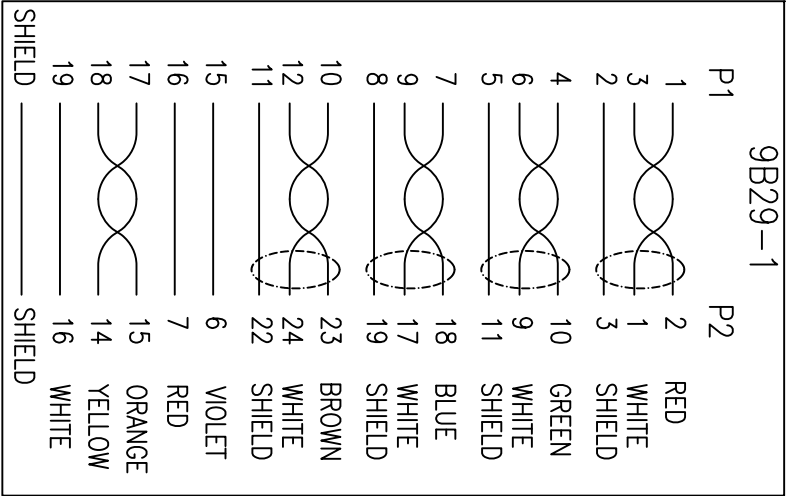 9B29-1
P1 P2
1 2 RED
3 1 WHITE
2 3 SHIELD
4 10 GREEN
6 9 WHITE
5 11 SHIELD
7 18 BLUE
9 17 WHITE
8 19 SHIELD
10 23 BROWN
12 24 WHITE
11 22 SHIELD
15 6 VIOLET
16 7 RED
17 15 ORANGE
18 14 YELLOW
19 16 WHITE
SHIELD SHIELD